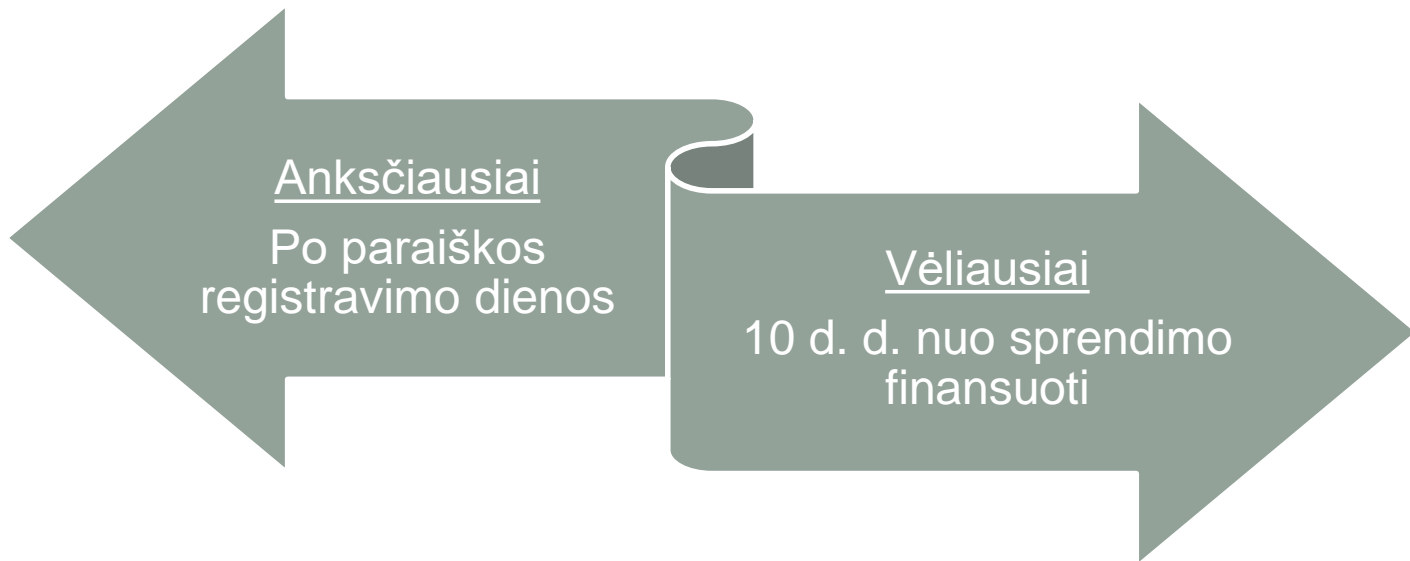 Anksčiausiai
Po paraiškos
registravimo dienos
Vėliausiai
10 d. d. nuo sprendimo
finansuoti